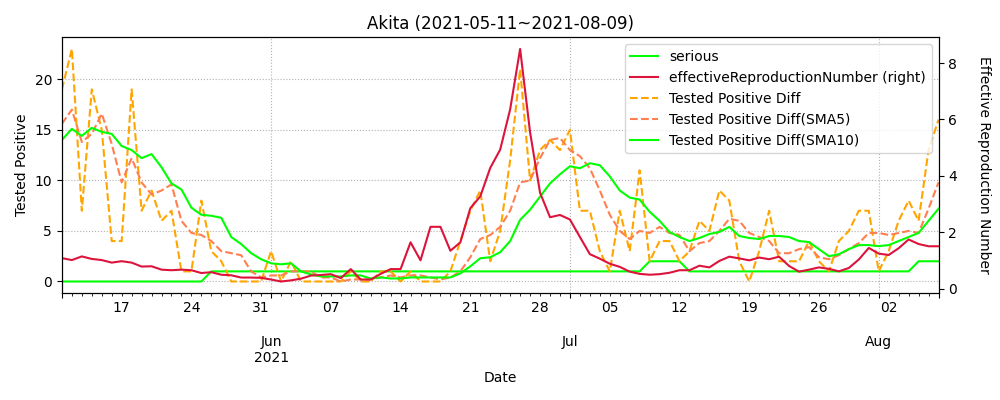 Akita (2021-05-11~2021-08-09)
serious
effectiveReproductionNumber (right)
Tested Positive Diff
Tested Positive Diff(SMA5)
Tested Positive Diff(SMA10)
Tested Positive
20
15
10
5
0
Effective Reproduction Number
8
6
4
2
0
17 24 31 07 14 21 28 05 12 19 26 02
Jun Jul Aug
2021
Date